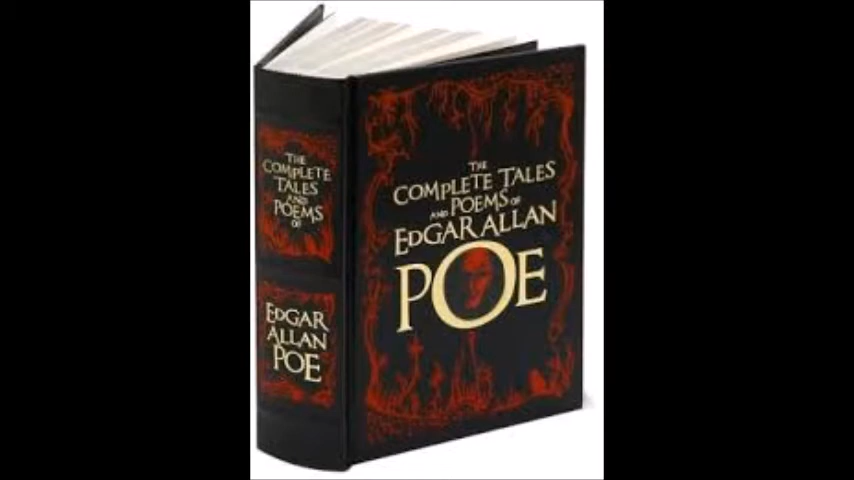 THE
COMPLETE
TALES
AND
POEMS
OF
EDGAR
ALLAN
POE
THE
COMPLETE TALES
AND POEMS OF
EDGAR ALLAN
POE